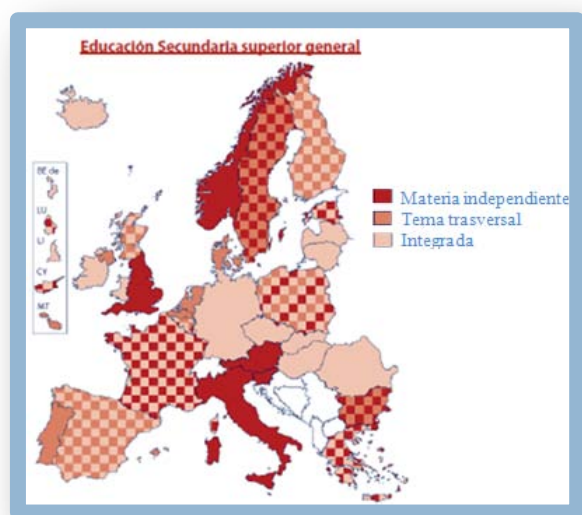 Educación Secundaria superior general
BE de
LU
LI
CY
MT
Materia independiente
Tema trasversal
Integrada